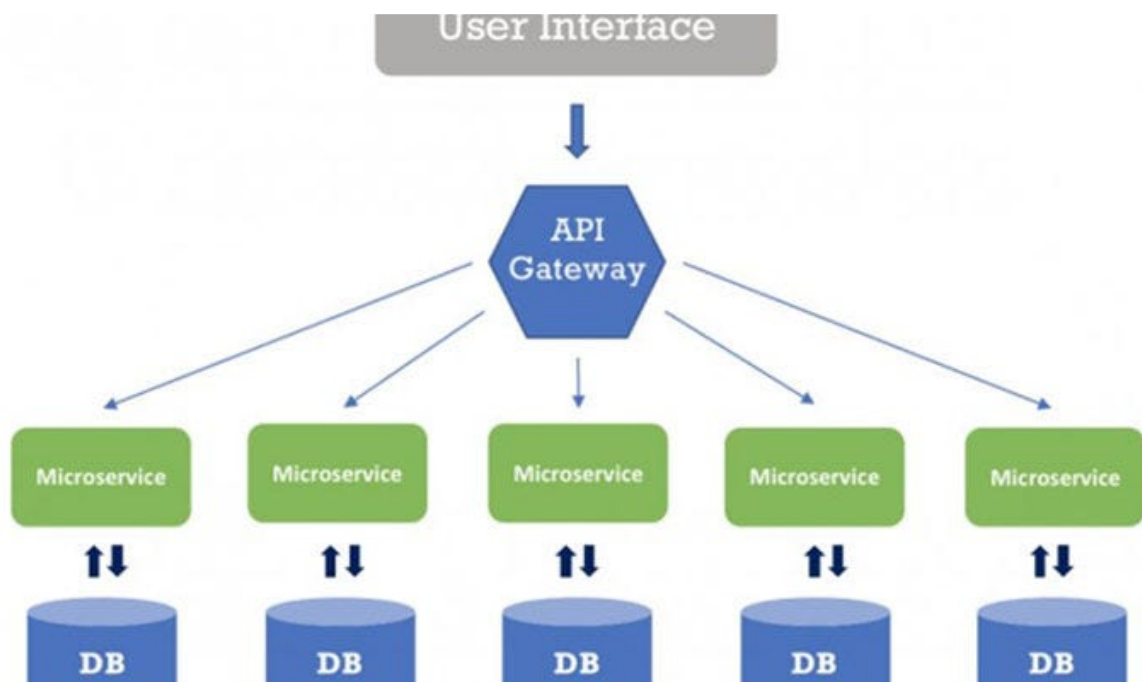 User Interface
API
Gateway
Microservice
Microservice
Microservice
Microservice
Microservice
DB
DB
DB
DB
DB